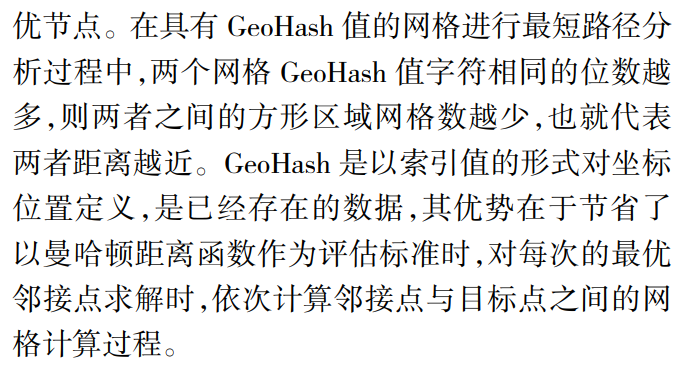 优节点。在具有 GeoHash 值的网格进行最短路径分
析过程中,两个网格 GeoHash 值字符相同的位数越
多,则两者之间的方形区域网格数越少,也就代表
两者距离越近。GeoHash 是以索引值的形式对坐标
位置定义,是已经存在的数据,其优势在于节省了
以曼哈顿距离函数作为评估标准时,对每次的最优
邻接点求解时,依次计算邻接点与目标点之间的网
格计算过程。